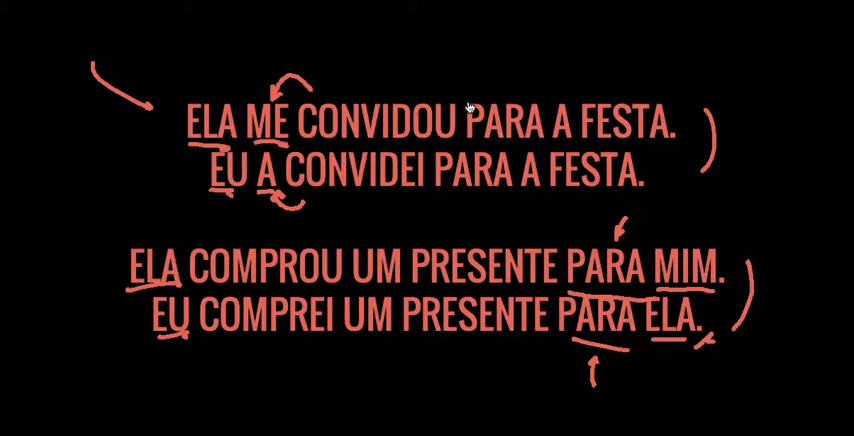 ELA ME CONVIDOU PARA A FESTA.
EU A CONVIDEI PARA A FESTA.
ELA COMPROU UM PRESENTE PARA MIM.
EU COMPREI UM PRESENTE PARA ELA.